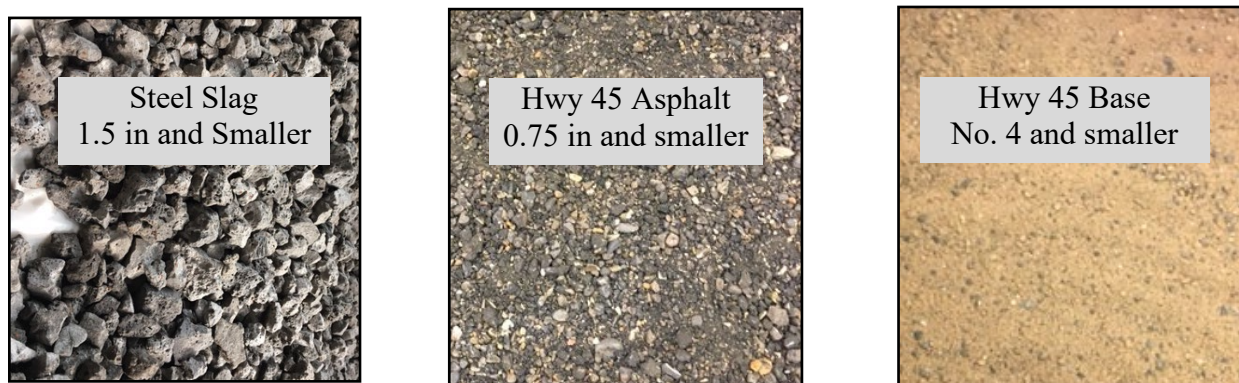 Steel Slag
1.5 in and Smaller
Hwy 45 Asphalt
0.75 in and smaller
Hwy 45 Base
No. 4 and smaller